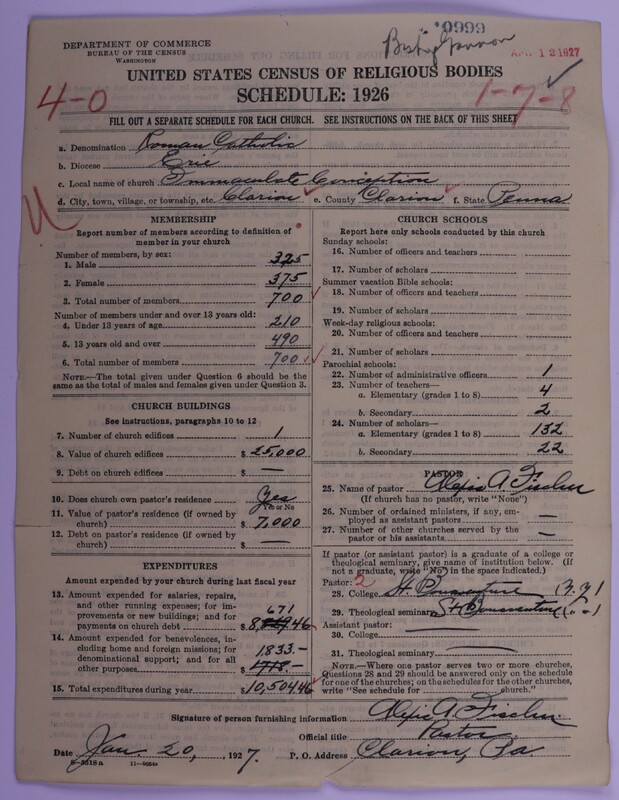 9999
Bishop Gannon
APR 12 1927
DEPARTMENT OF COMMERCE
BUREAU OF THE CENSUS
WASHINGTON
UNITED STATES CENSUS OF RELIGIOUS BODIES
SCHEDULE: 1926
4-0
1-7-8
FILL OUT A SEPARATE SCHEDULE FOR EACH CHURCH. SEE INSTRUCTIONS ON THE BACK OF THIS SHEET
a. Denomination Roman Catholic
b. Diocese Erie
c. Local name of church Immaculate Conception
d. City, town, village, or township, etc. Clarion e. County Clarion f. State Penna
U
MEMBERSHIP
Report number of members according to definition of
member in your church
Number of members, by sex:
1. Male 325
2. Female 375
3. Total number of members 700
Number of members under and over 13 years old:
4. Under 13 years of age 210
5. 13 years old and over 490
6. Total number of members 700
NOTE.—The total given under Question 6 should be the
same as the total of males and females given under Question 3.
CHURCH BUILDINGS
See instructions, paragraphs 10 to 12
7. Number of church edifices 1
8. Value of church edifices $ 25,000
9. Debt on church edifices $ —
10. Does church own pastor's residence Yes
Yes or No
11. Value of pastor's residence (if owned by
church) $ 7,000
12. Debt on pastor's residence (if owned by
church) $ —
EXPENDITURES
Amount expended by your church during last fiscal year
13. Amount expended for salaries, repairs,
and other running expenses; for im-
provements or new buildings; and for
payments on church debt $ 8,671.46
14. Amount expended for benevolences, in-
cluding home and foreign missions; for
denominational support; and for all
other purposes $ 1833.—
1718.—
15. Total expenditures during year $ 10,504.46
CHURCH SCHOOLS
Report here only schools conducted by this church
Sunday schools:
16. Number of officers and teachers
17. Number of scholars
Summer vacation Bible schools:
18. Number of officers and teachers
19. Number of scholars
Week-day religious schools:
20. Number of officers and teachers
21. Number of scholars
Parochial schools:
22. Number of administrative officers 1
23. Number of teachers—
a. Elementary (grades 1 to 8) 4
b. Secondary 2
24. Number of scholars—
a. Elementary (grades 1 to 8) 132
b. Secondary 22
PASTOR
25. Name of pastor Alexis A. Fischer
(If church has no pastor, write "None")
26. Number of ordained ministers, if any, em-
ployed as assistant pastors —
27. Number of other churches served by the
pastor or his assistants —
If pastor (or assistant pastor) is a graduate of a college or
theological seminary, give name of institution below. (If
not a graduate, write "No" in the space indicated.)
Pastor: 2
28. College St. Bonaventure (N.Y.)
29. Theological seminary St. Bonaventure (" ")
Assistant pastor:
30. College
31. Theological seminary
NOTE.—Where one pastor serves two or more churches,
Questions 28 and 29 should be answered only on the schedule
for one of the churches; on the schedules for the other churches,
write "See schedule for church."
Signature of person furnishing information Alexis A. Fischer
Official title Pastor
Date Jan. 20, 1927. P. O. Address Clarion, Pa